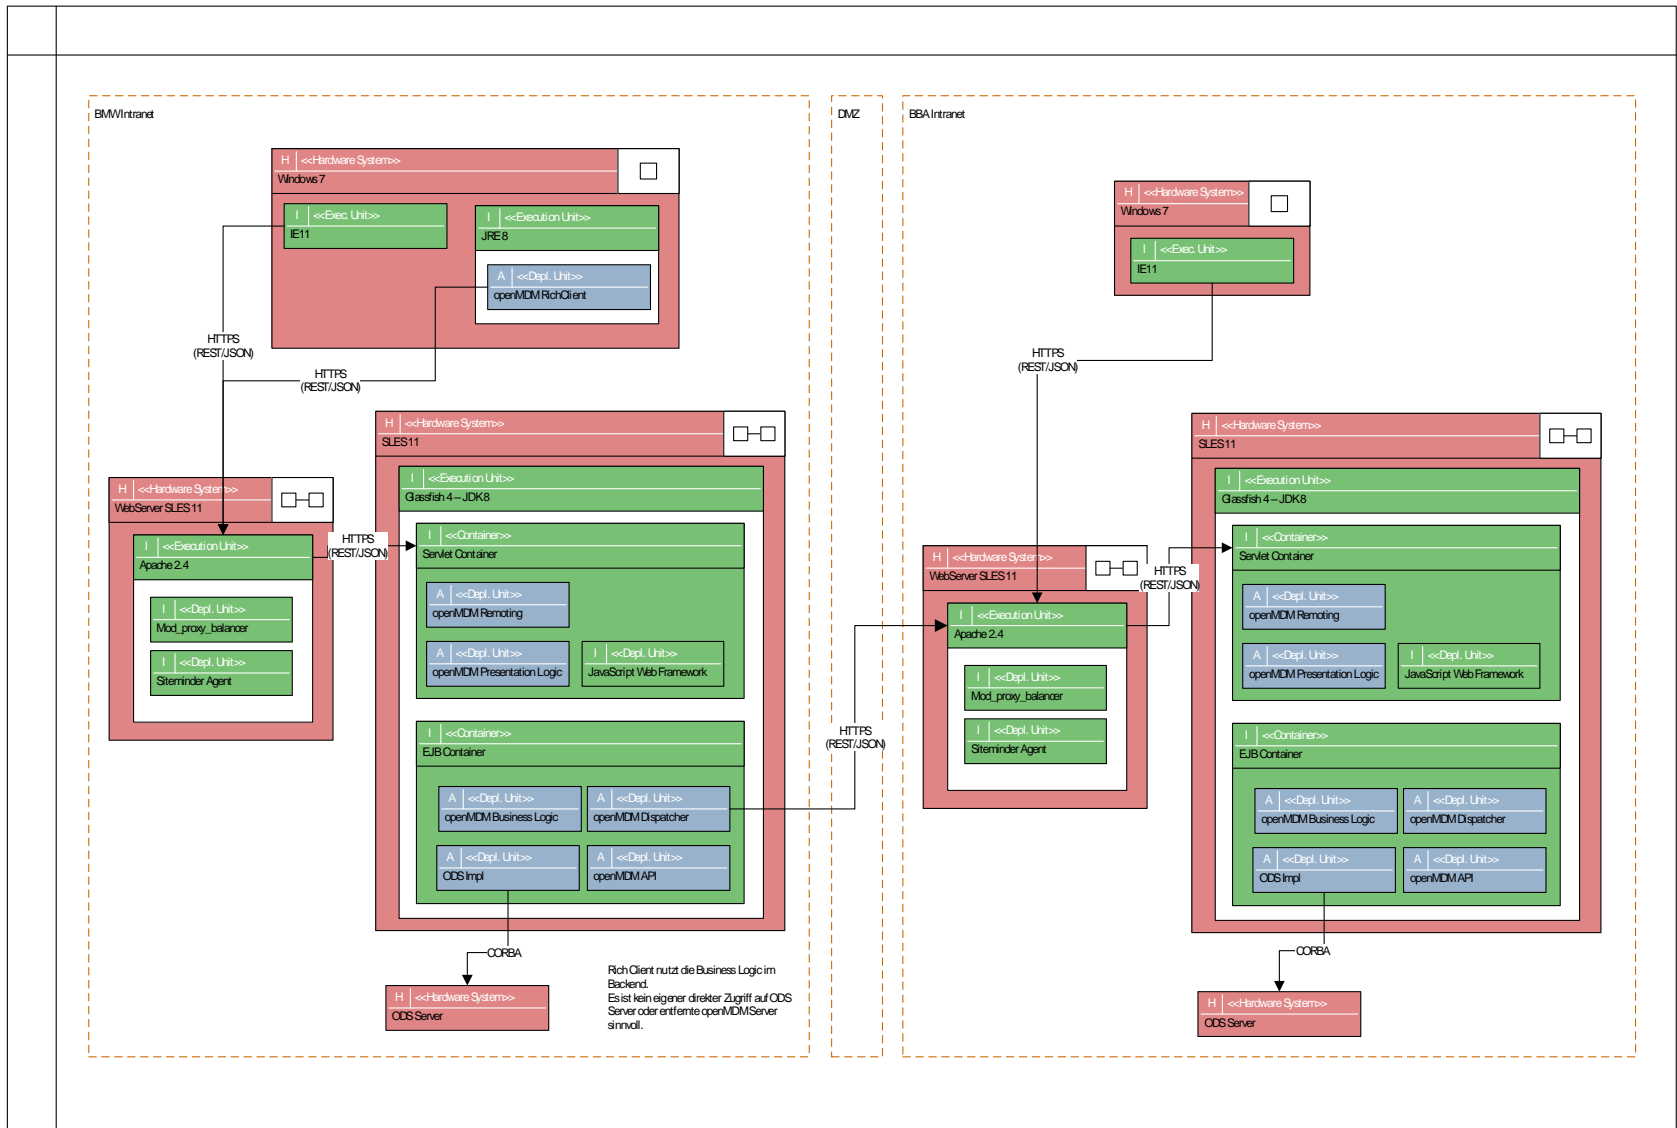 BMW Intranet
DMZ
BBA Intranet
H <<Hardware System>>
Windows 7
I <<Exec. Unit>>
IE11
I <<Execution Unit>>
JRE 8
A <<Depl. Unit>>
openMDM RichClient
HTTPS
(REST/JSON)
HTTPS
(REST/JSON)
H <<Hardware System>>
WebServer SLES 11
I <<Execution Unit>>
Apache 2.4
I <<Depl. Unit>>
Mod_proxy_balancer
I <<Depl. Unit>>
Siteminder Agent
HTTPS
(REST/JSON)
H <<Hardware System>>
SLES 11
I <<Execution Unit>>
Glassfish 4 – JDK8
I <<Container>>
Servlet Container
A <<Depl. Unit>>
openMDM Remoting
A <<Depl. Unit>>
openMDM Presentation Logic
I <<Depl. Unit>>
JavaScript Web Framework
I <<Container>>
EJB Container
A <<Depl. Unit>>
openMDM Business Logic
A <<Depl. Unit>>
openMDM Dispatcher
A <<Depl. Unit>>
ODS Impl
A <<Depl. Unit>>
openMDM API
CORBA
H <<Hardware System>>
ODS Server
Rich Client nutzt die Business Logic im
Backend.
Es ist kein eigener direkter Zugriff auf ODS
Server oder entfernte openMDM Server
sinnvoll.
HTTPS
(REST/JSON)
H <<Hardware System>>
Windows 7
I <<Exec. Unit>>
IE11
HTTPS
(REST/JSON)
H <<Hardware System>>
WebServer SLES 11
I <<Execution Unit>>
Apache 2.4
I <<Depl. Unit>>
Mod_proxy_balancer
I <<Depl. Unit>>
Siteminder Agent
HTTPS
(REST/JSON)
H <<Hardware System>>
SLES 11
I <<Execution Unit>>
Glassfish 4 – JDK8
I <<Container>>
Servlet Container
A <<Depl. Unit>>
openMDM Remoting
A <<Depl. Unit>>
openMDM Presentation Logic
I <<Depl. Unit>>
JavaScript Web Framework
I <<Container>>
EJB Container
A <<Depl. Unit>>
openMDM Business Logic
A <<Depl. Unit>>
openMDM Dispatcher
A <<Depl. Unit>>
ODS Impl
A <<Depl. Unit>>
openMDM API
CORBA
H <<Hardware System>>
ODS Server